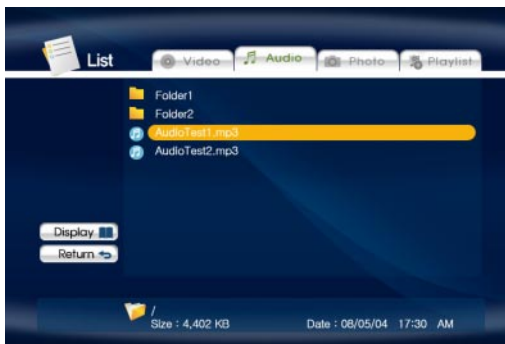 List
Video Audio Photo Playlist
Folder1
Folder2
AudioTest1.mp3
AudioTest2.mp3
Display
Return
/
Size : 4,402 KB Date : 08/05/04 17:30 AM